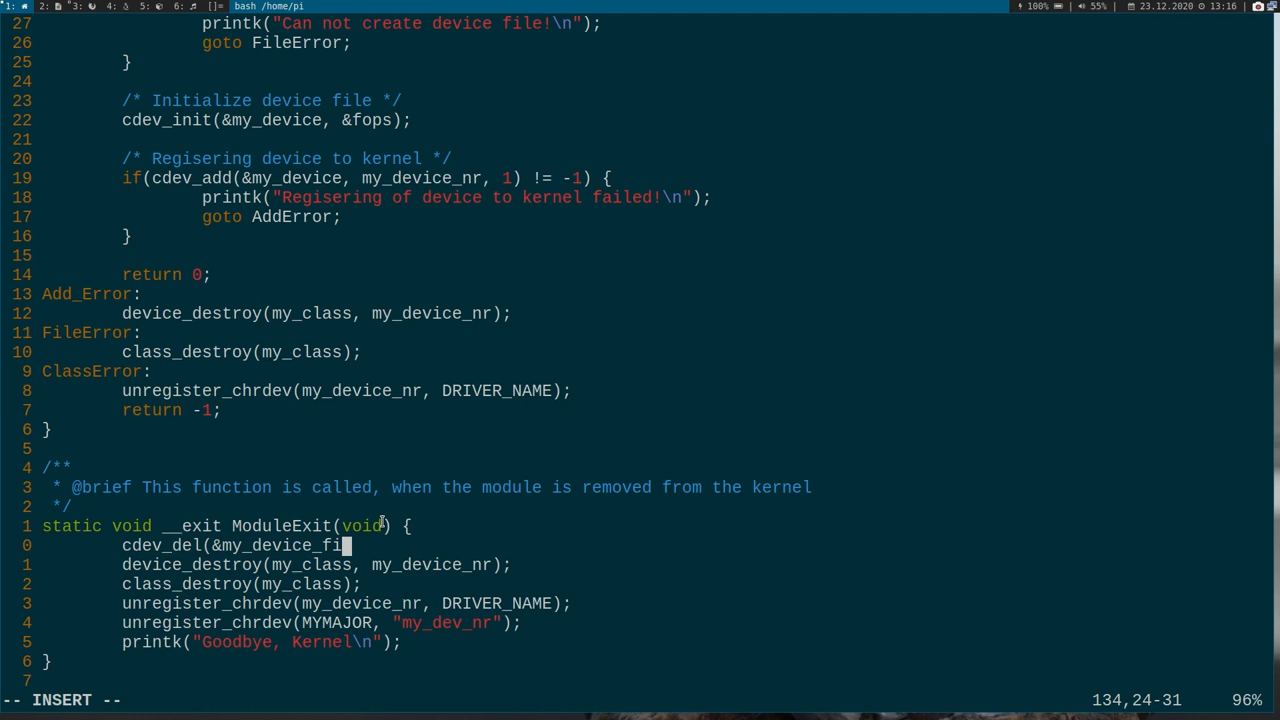 1: 2: 3: 4: 5: 6: []= bash /home/pi 100% | 55% | 23.12.2020 13:16 |
27 printk("Can not create device file!\n");
26 goto FileError;
25 }
24
23 /* Initialize device file */
22 cdev_init(&my_device, &fops);
21
20 /* Regisering device to kernel */
19 if(cdev_add(&my_device, my_device_nr, 1) != -1) {
18 printk("Regisering of device to kernel failed!\n");
17 goto AddError;
16 }
15
14 return 0;
13 Add_Error:
12 device_destroy(my_class, my_device_nr);
11 FileError:
10 class_destroy(my_class);
9 ClassError:
8 unregister_chrdev(my_device_nr, DRIVER_NAME);
7 return -1;
6 }
5
4 /**
3 * @brief This function is called, when the module is removed from the kernel
2 */
1 static void __exit ModuleExit(void) {
0 cdev_del(&my_device_fi
1 device_destroy(my_class, my_device_nr);
2 class_destroy(my_class);
3 unregister_chrdev(my_device_nr, DRIVER_NAME);
4 unregister_chrdev(MYMAJOR, "my_dev_nr");
5 printk("Goodbye, Kernel\n");
6 }
7
-- INSERT -- 134,24-31 96%